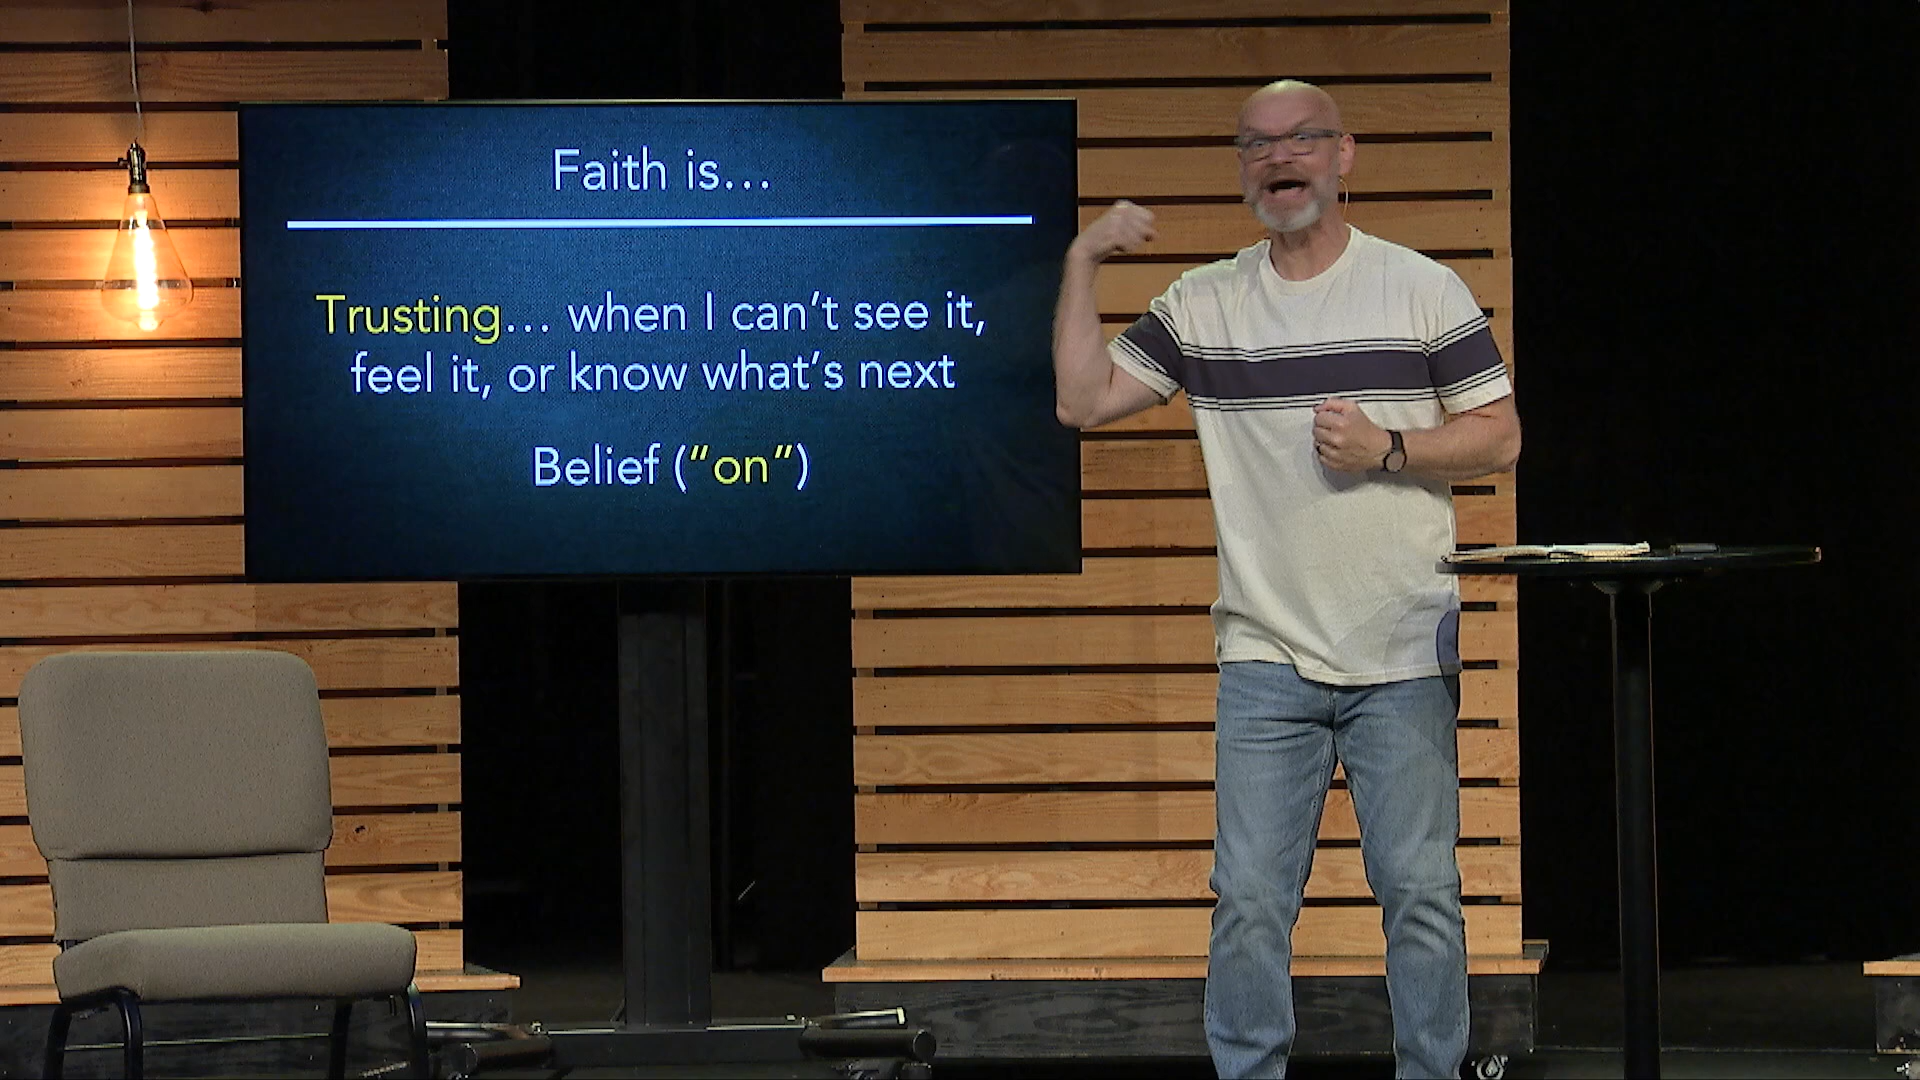 Faith is...
Trusting... when I can’t see it,
feel it, or know what’s next
Belief (“on”)